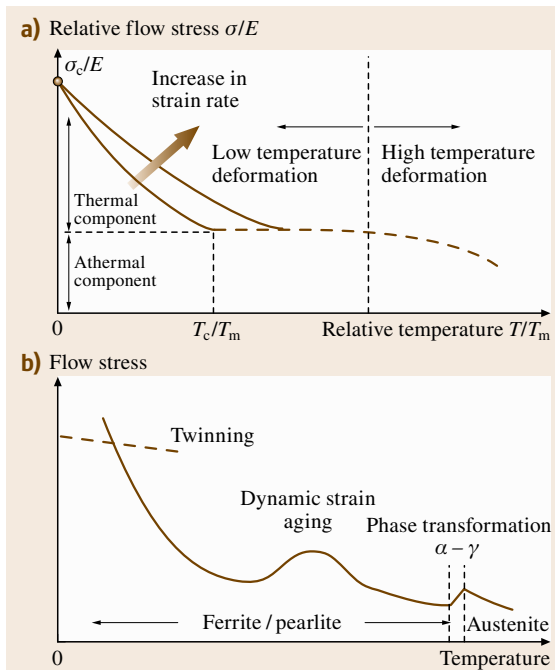 a) Relative flow stress σ/E
σc/E
Increase in
strain rate
Low temperature
deformation
High temperature
deformation
Thermal
component
Athermal
component
0
Tc/Tm
Relative temperature T/Tm
b) Flow stress
Twinning
Dynamic strain
aging
Phase transformation
α – γ
Ferrite / pearlite
Austenite
0
Temperature